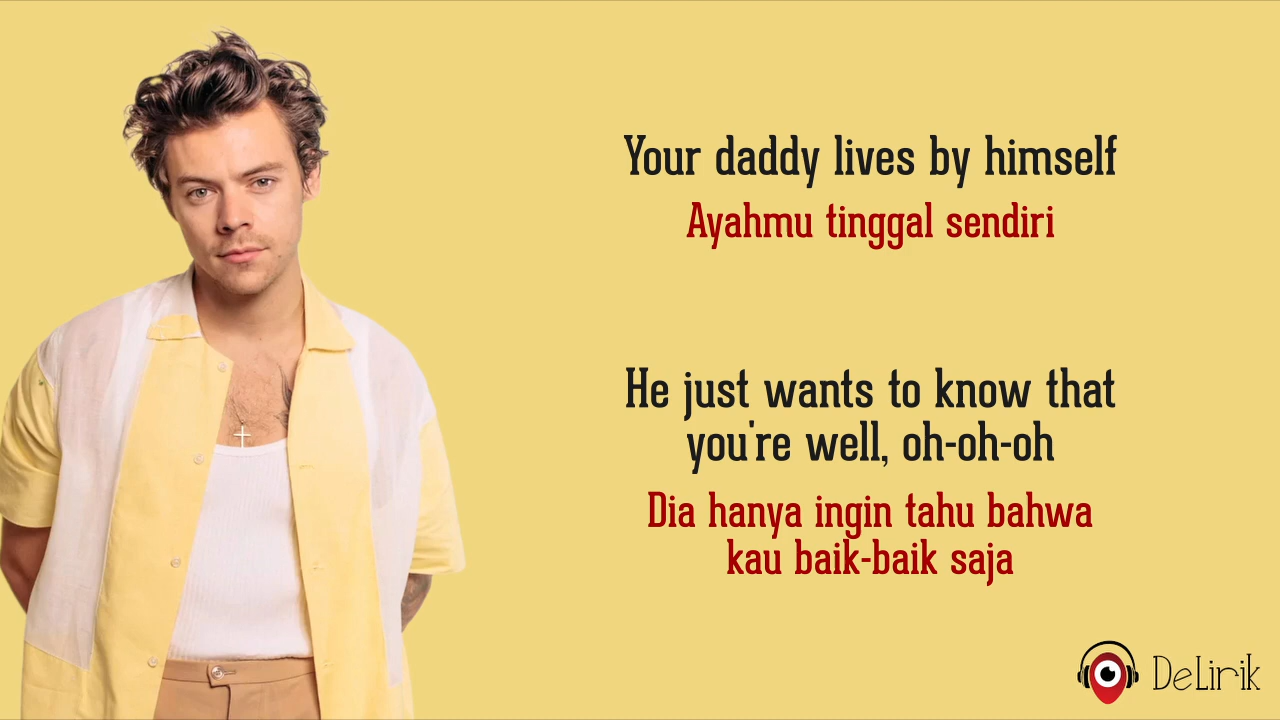 Your daddy lives by himself
Ayahmu tinggal sendiri
He just wants to know that
you're well, oh-oh-oh
Dia hanya ingin tahu bahwa
kau baik-baik saja
DeLirik